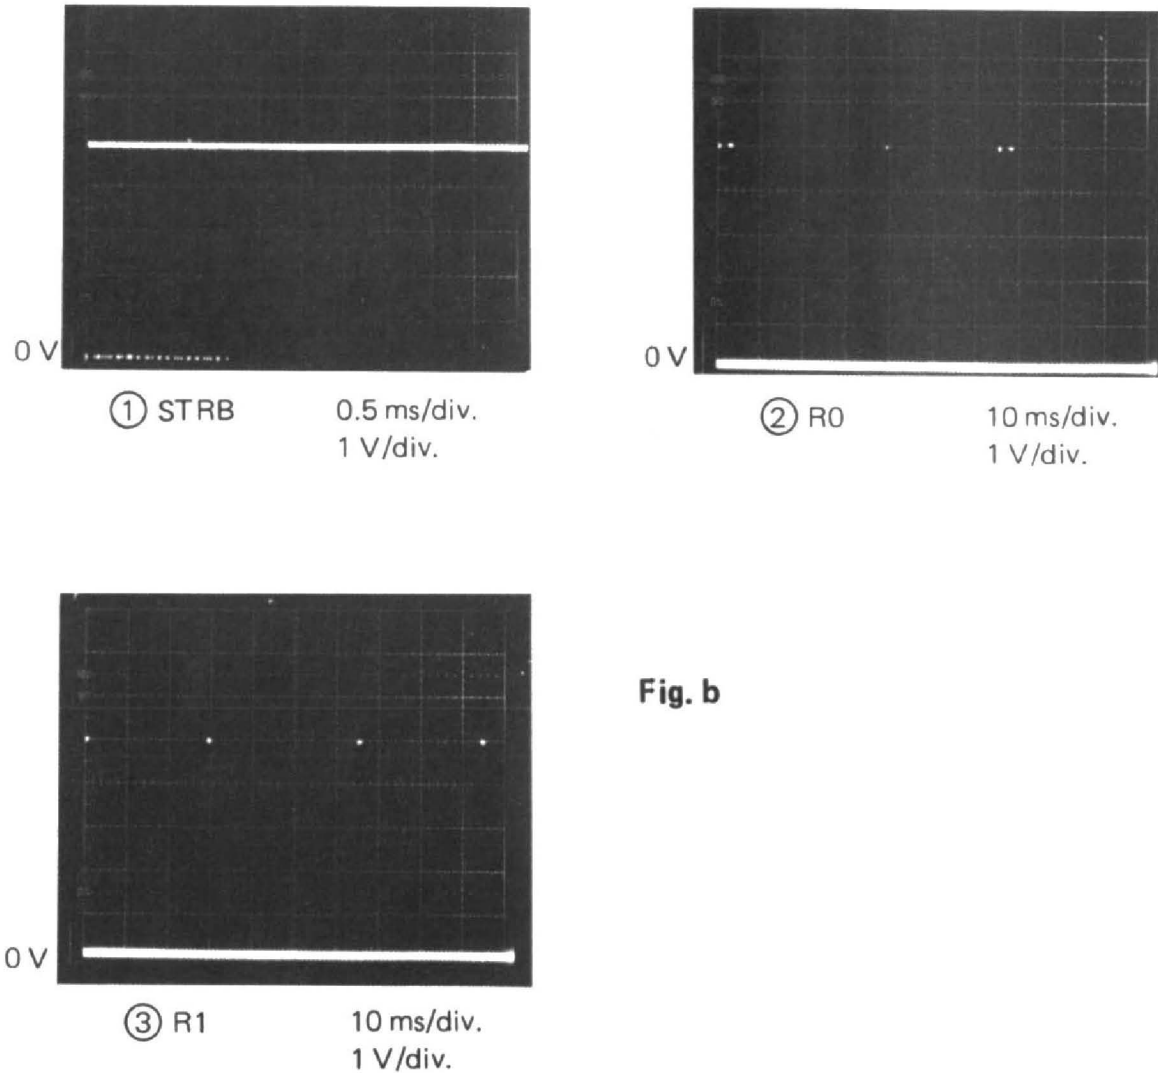 0 V
① STRB 0.5 ms/div.
1 V/div.
0 V
② R0 10 ms/div.
1 V/div.
Fig. b
0 V
③ R1 10 ms/div.
1 V/div.